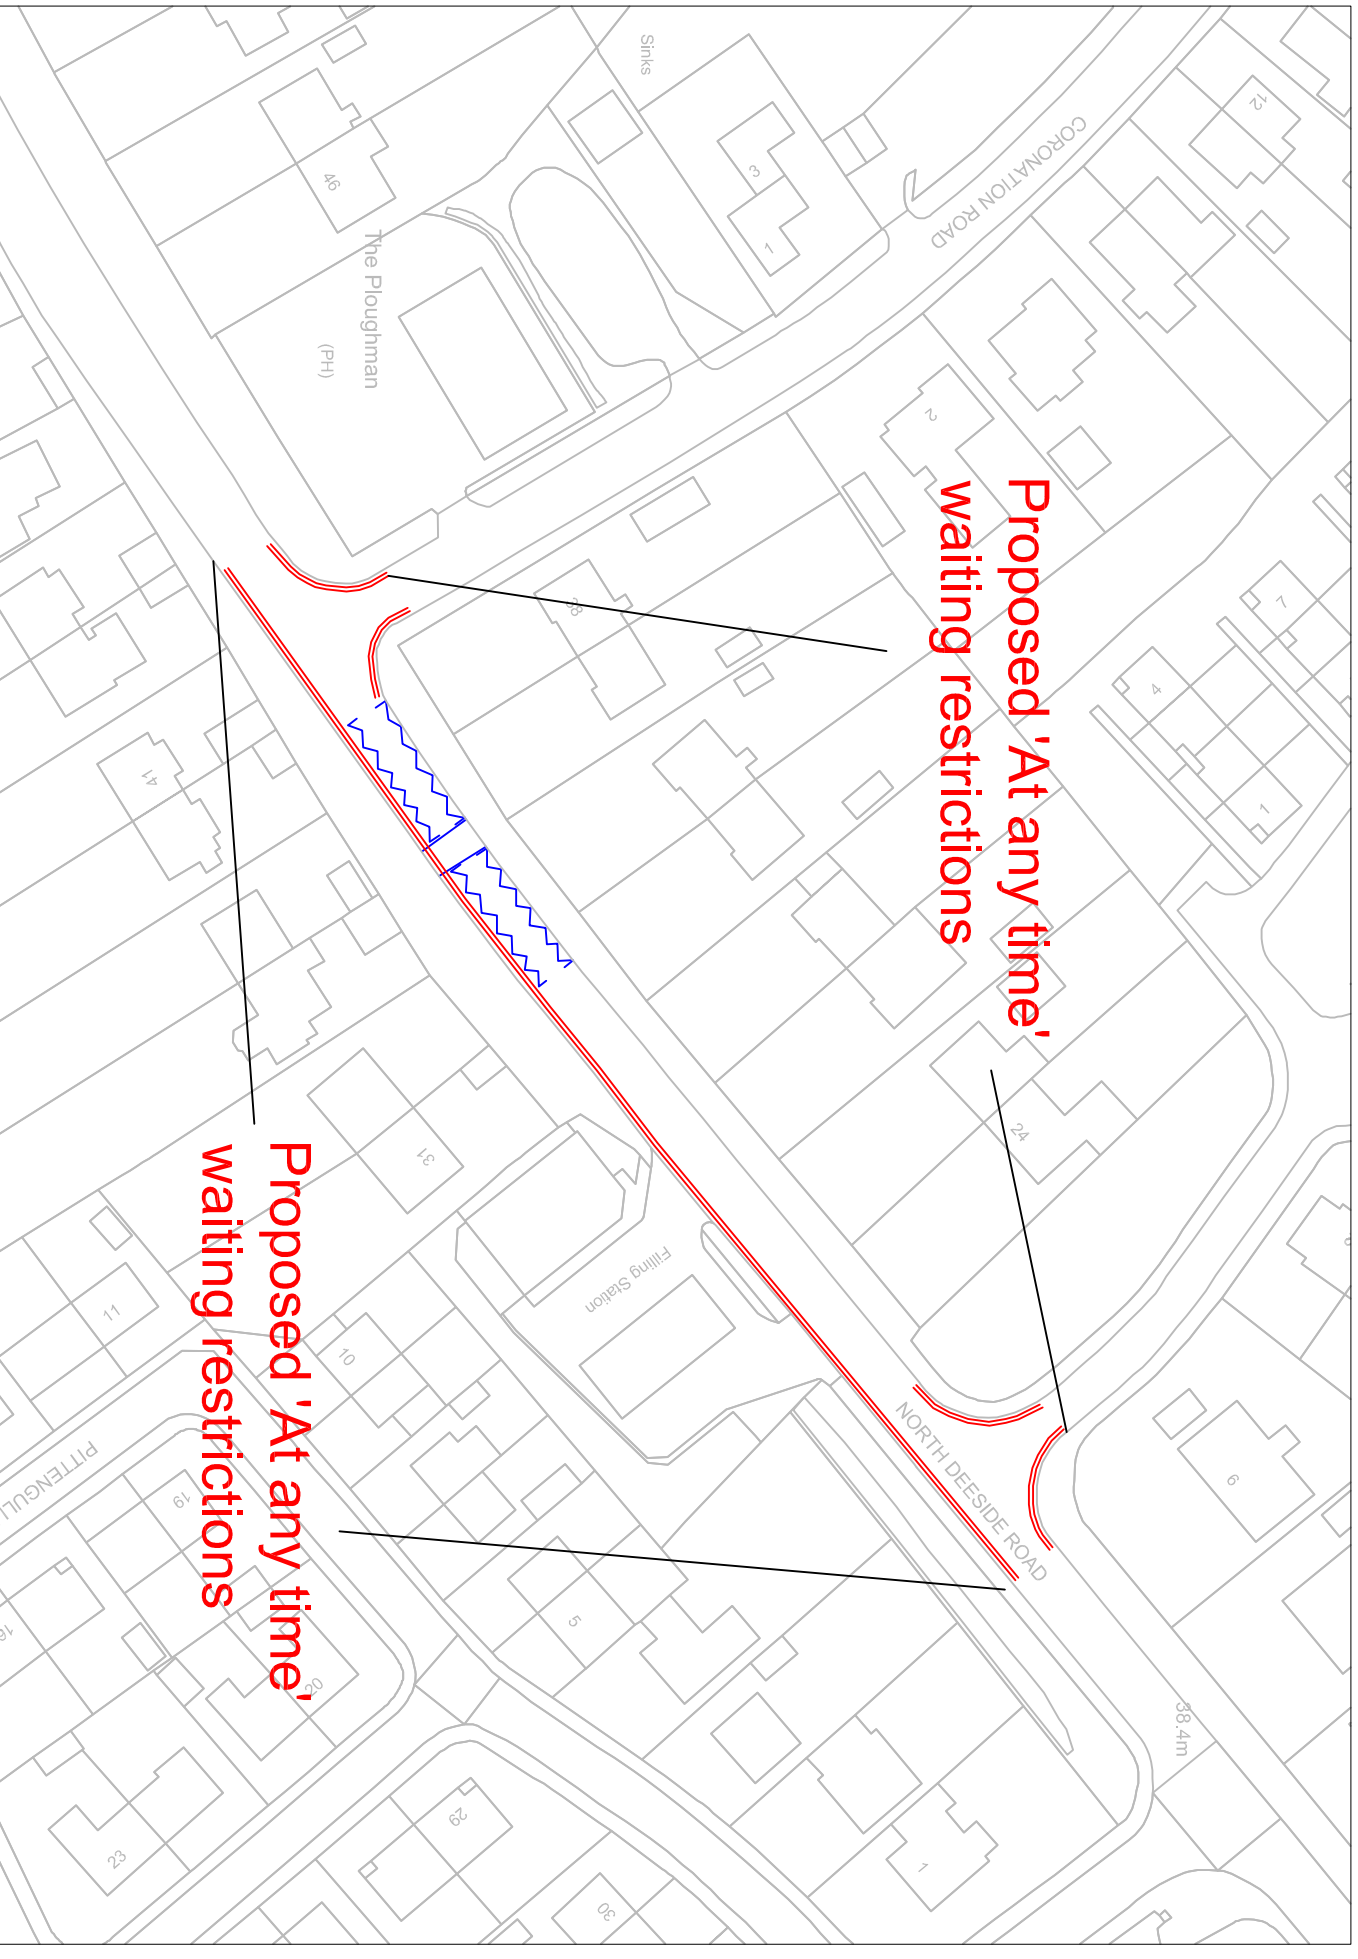 Proposed 'At any time'
waiting restrictions
Proposed 'At any time'
waiting restrictions
CORONATION ROAD
NORTH DEESIDE ROAD
Sinks
The Ploughman
(PH)
Filling Station
38.4m
12
3
1
46
2
38
7
4
1
41
24
31
11
10
19
6
5
20
23
29
30
1